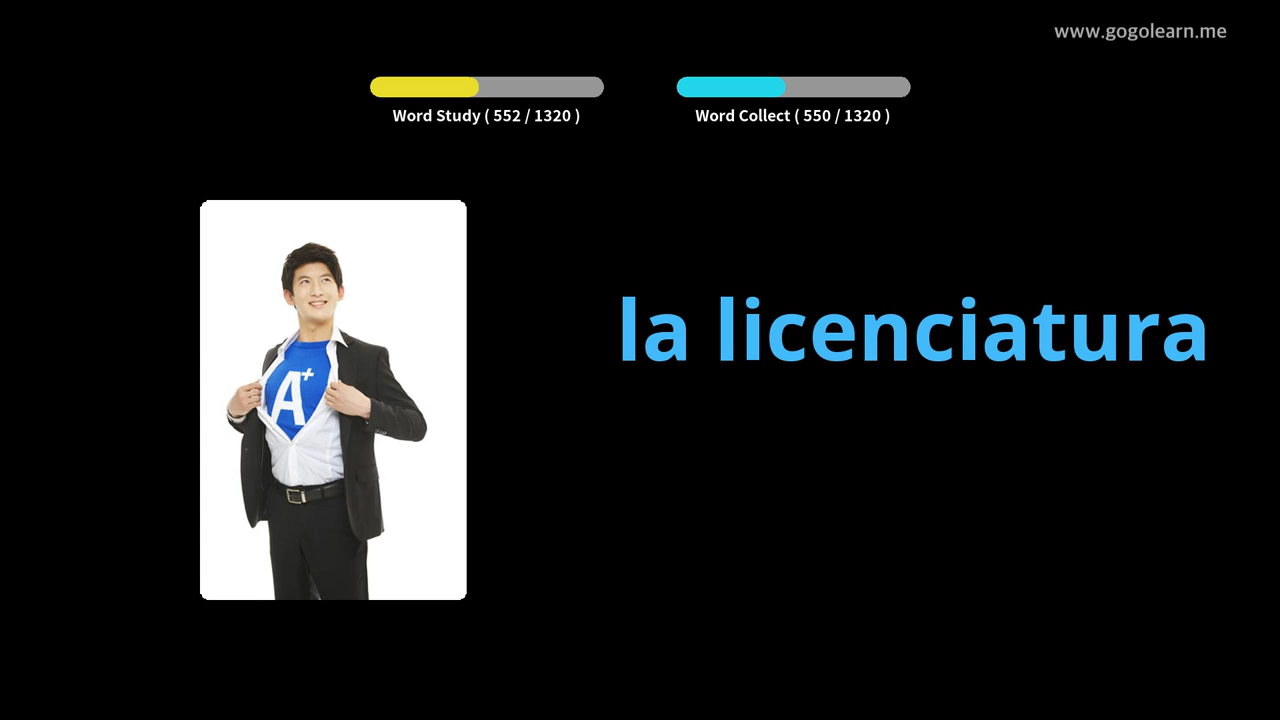 www.gogolearn.me
Word Study ( 552 / 1320 )
Word Collect ( 550 / 1320 )
A+
la licenciatura